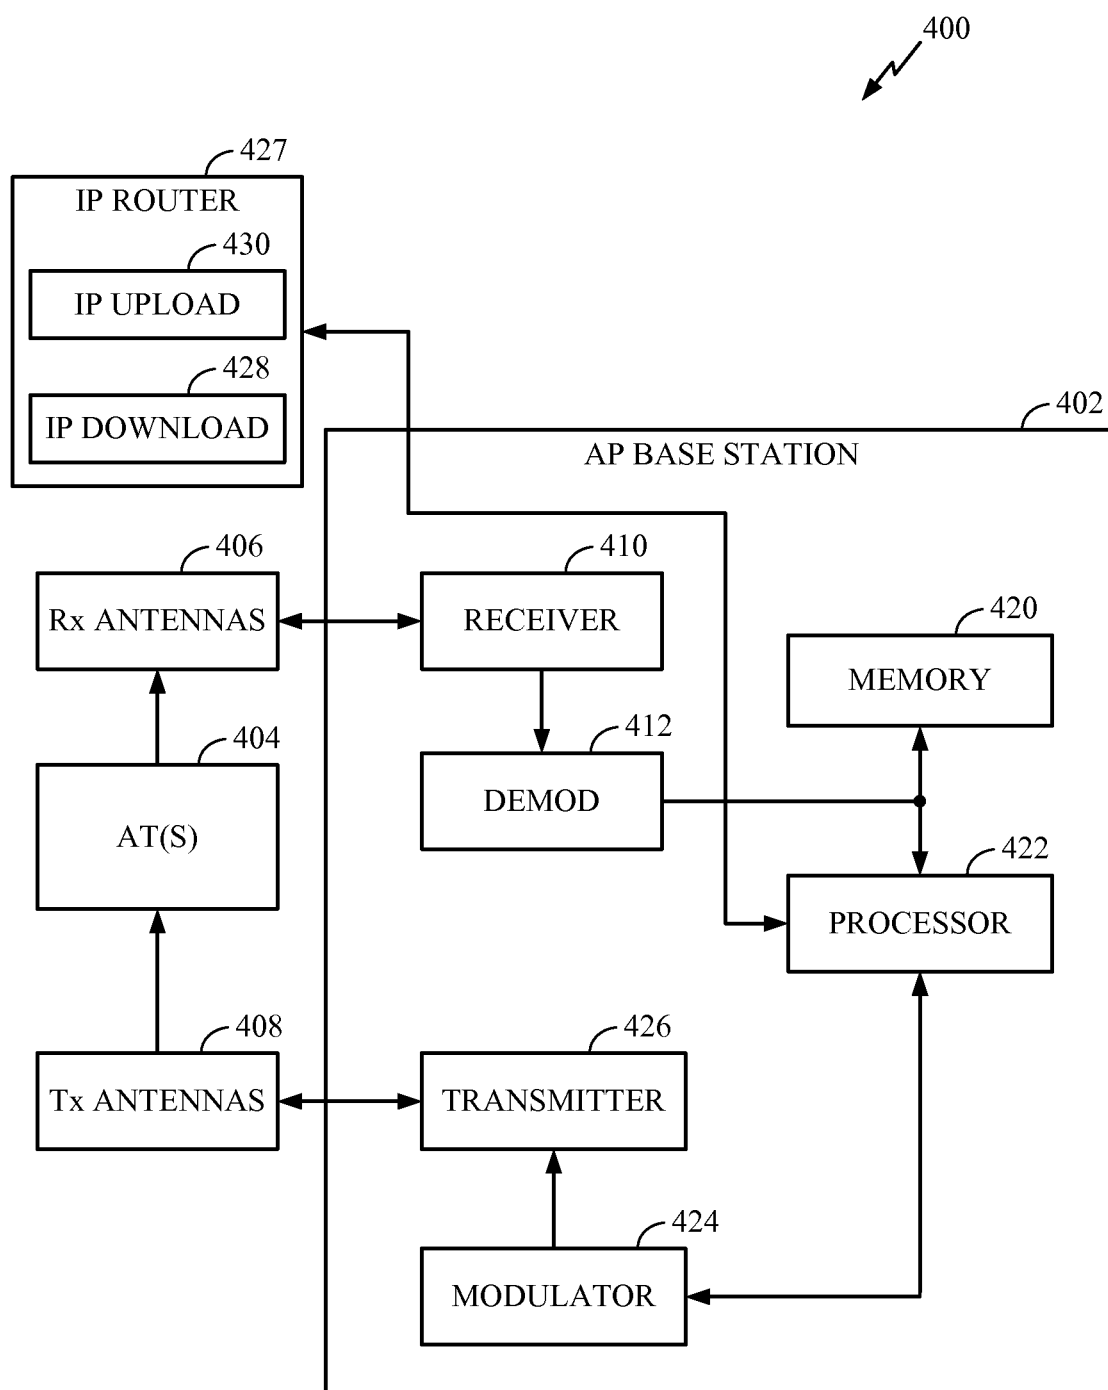 400
427
IP ROUTER
430
IP UPLOAD
428
IP DOWNLOAD
402
AP BASE STATION
406
Rx ANTENNAS
410
RECEIVER
420
MEMORY
404
AT(S)
412
DEMOD
422
PROCESSOR
408
Tx ANTENNAS
426
TRANSMITTER
424
MODULATOR